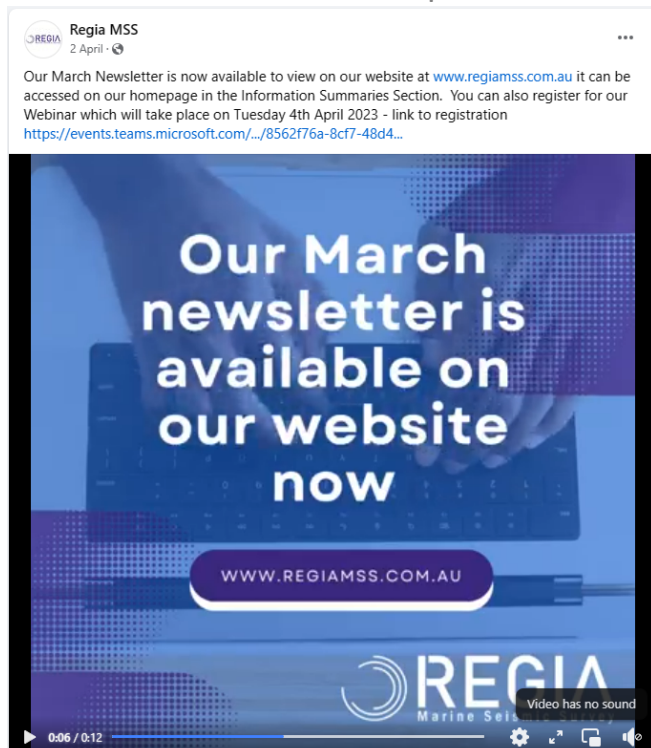 REGIA
Regia MSS
2 April ·
Our March Newsletter is now available to view on our website at www.regiamss.com.au it can be
accessed on our homepage in the Information Summaries Section. You can also register for our
Webinar which will take place on Tuesday 4th April 2023 - link to registration
https://events.teams.microsoft.com/.../8562f76a-8cf7-48d4...
Our March
newsletter is
available on
our website
now
WWW.REGIAMSS.COM.AU
REGIA
Marine Seismic Survey
Video has no sound
0:06 / 0:12